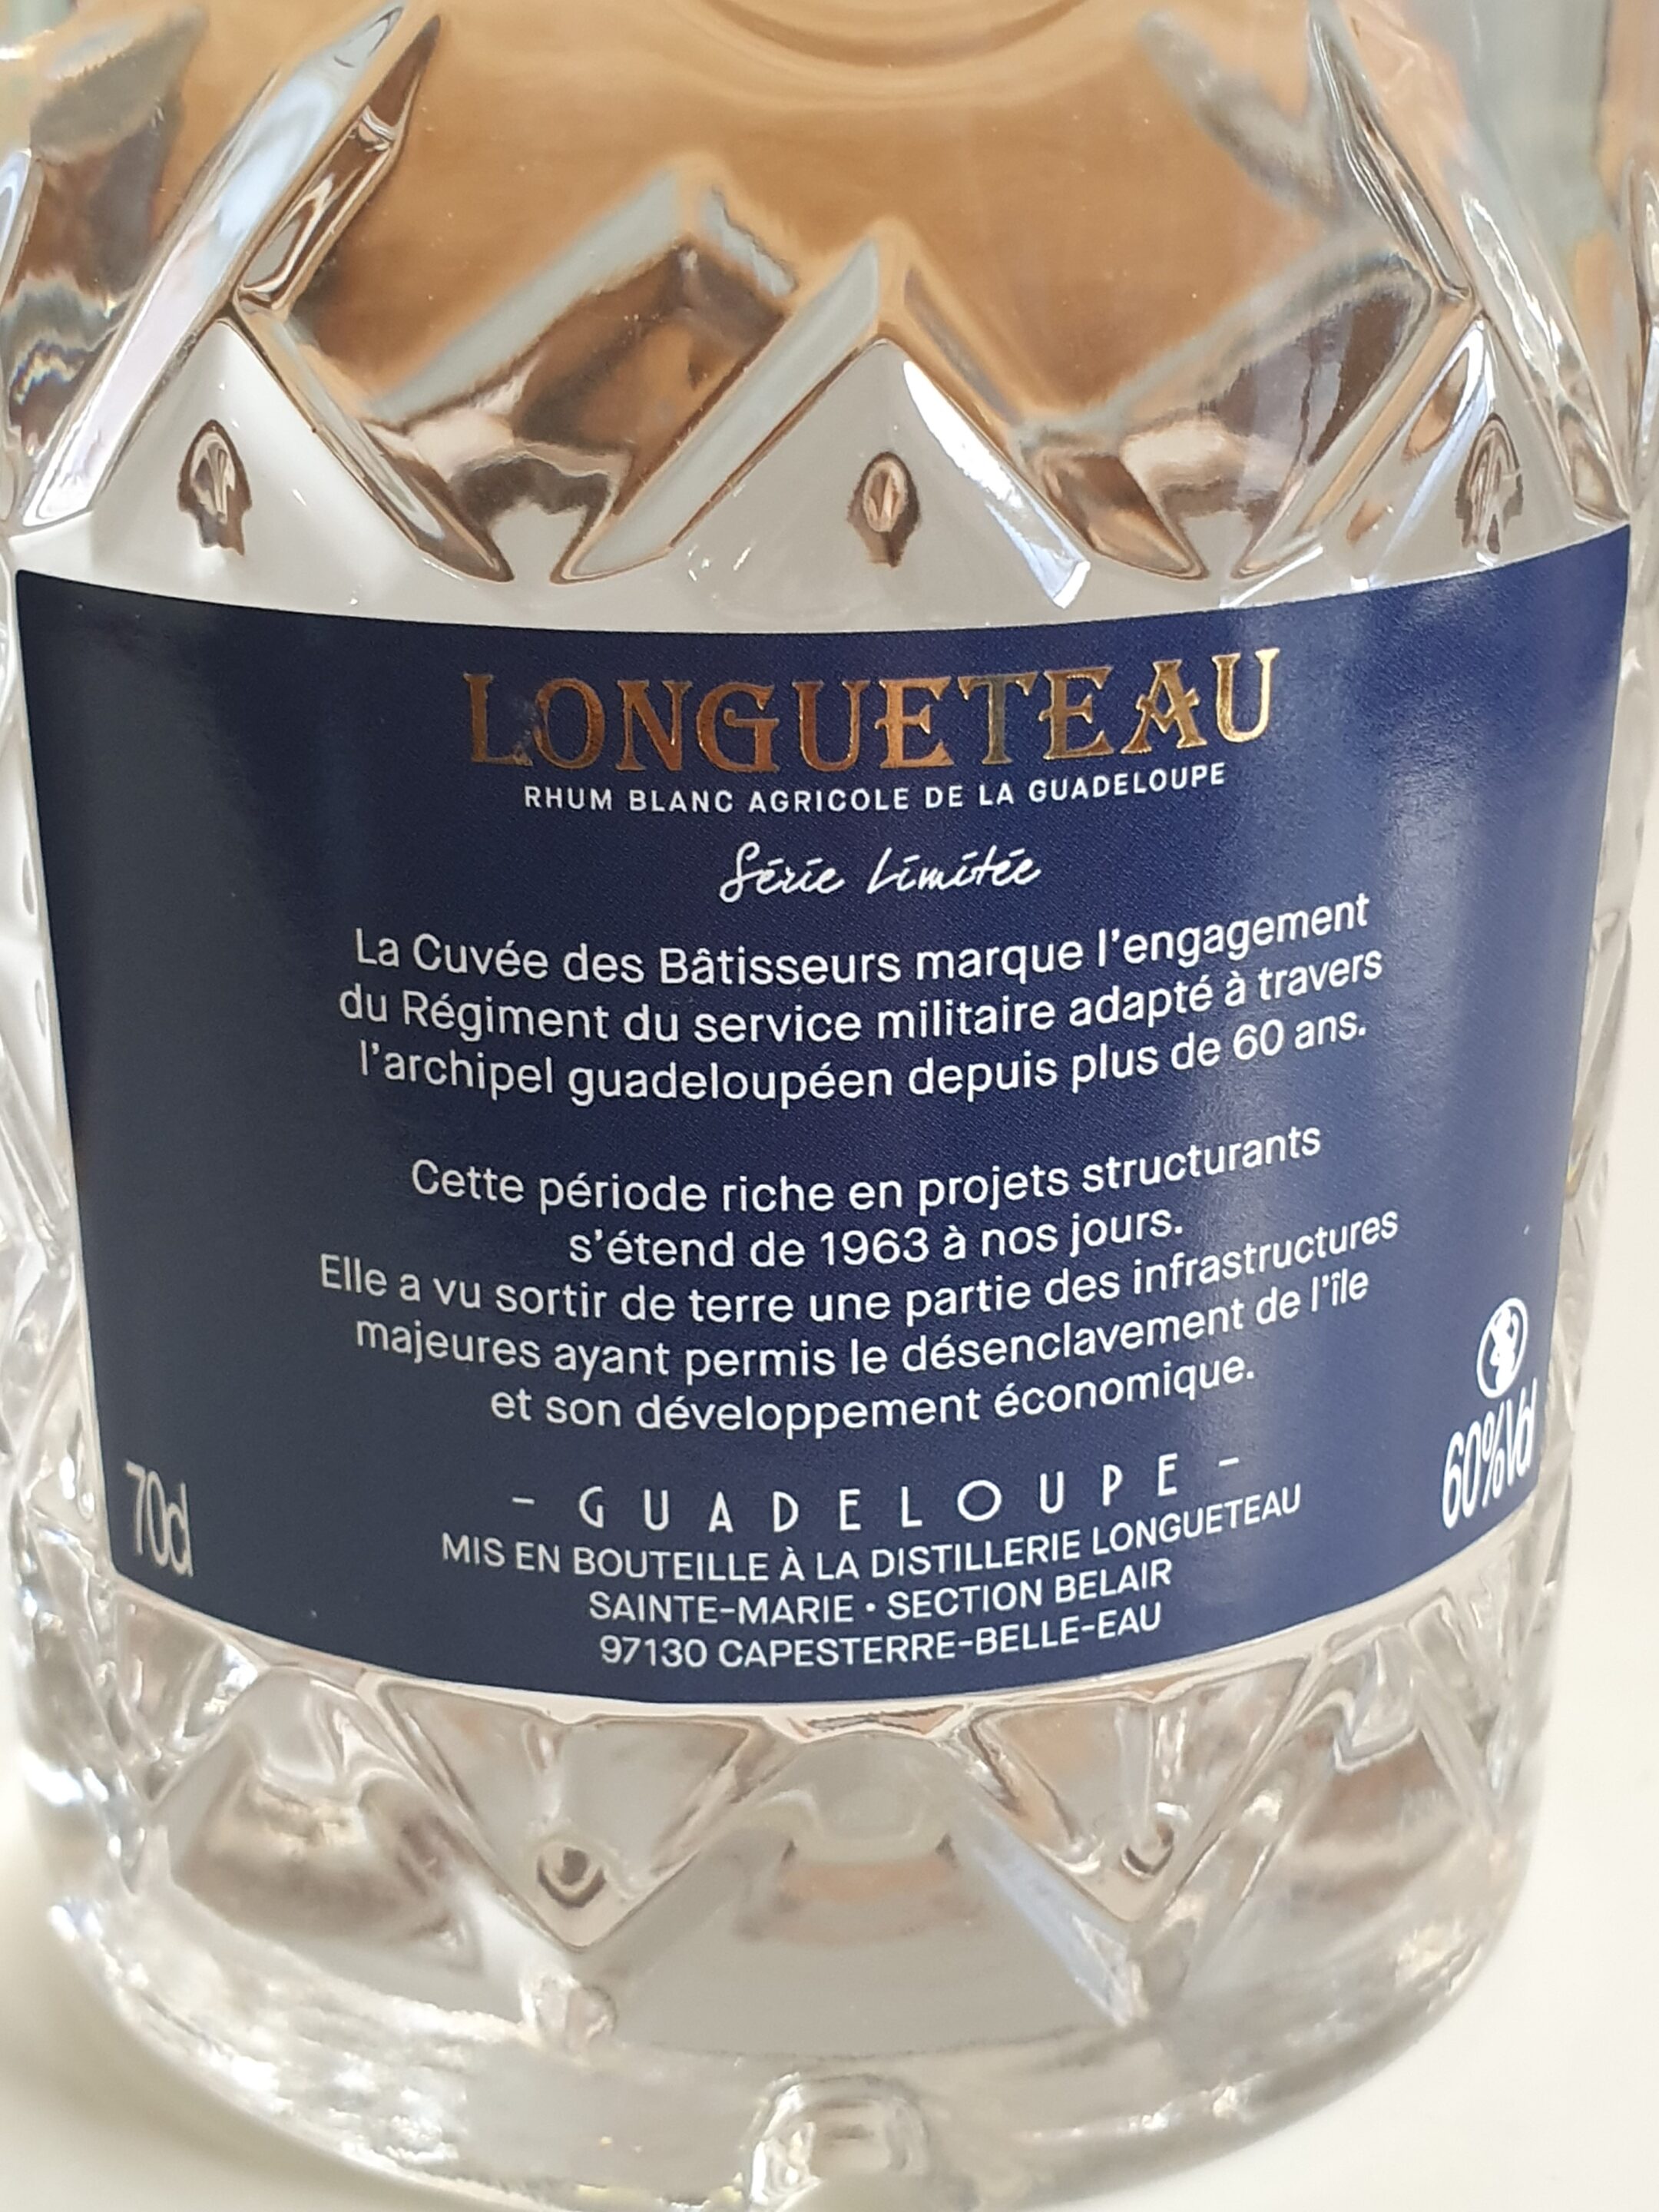 LONGUETEAU
RHUM BLANC AGRICOLE DE LA GUADELOUPE
Série Limitée
La Cuvée des Bâtisseurs marque l'engagement
du Régiment du service militaire adapté à travers
l'archipel guadeloupéen depuis plus de 60 ans.
Cette période riche en projets structurants
s'étend de 1963 à nos jours.
Elle a vu sortir de terre une partie des infrastructures
majeures ayant permis le désenclavement de l'île
et son développement économique.
70cl
60%Vol
- GUADELOUPE -
MIS EN BOUTEILLE À LA DISTILLERIE LONGUETEAU
SAINTE-MARIE • SECTION BELAIR
97130 CAPESTERRE-BELLE-EAU